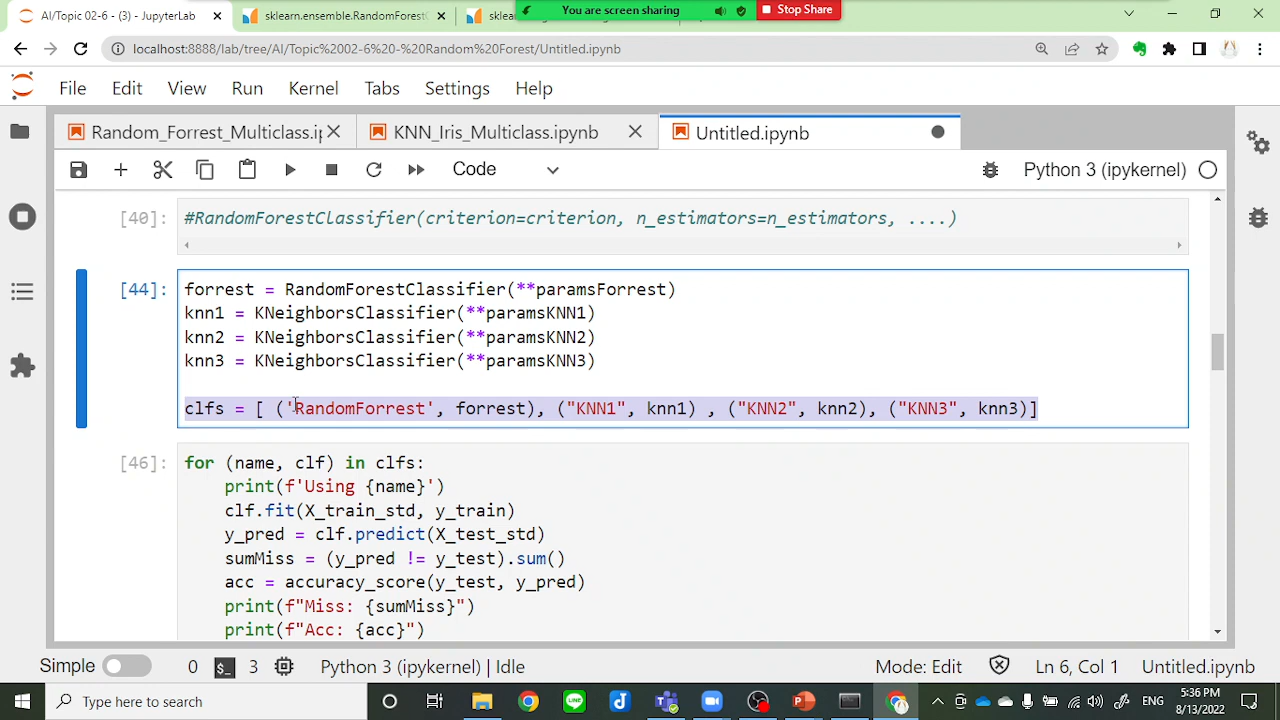 AI/Topic 02-6 - (3) - JupyterLab
sklearn.ensemble.RandomForest
You are screen sharing
Stop Share
localhost:8888/lab/tree/AI/Topic%2002-6%20-%20Random%20Forest/Untitled.ipynb
File Edit View Run Kernel Tabs Settings Help
Random_Forrest_Multiclass.i
KNN_Iris_Multiclass.ipynb
Untitled.ipynb
Code
Python 3 (ipykernel)
[40]: #RandomForestClassifier(criterion=criterion, n_estimators=n_estimators, ....)
[44]: forrest = RandomForestClassifier(**paramsForrest)
knn1 = KNeighborsClassifier(**paramsKNN1)
knn2 = KNeighborsClassifier(**paramsKNN2)
knn3 = KNeighborsClassifier(**paramsKNN3)
clfs = [ ('RandomForrest', forrest), ("KNN1", knn1) , ("KNN2", knn2), ("KNN3", knn3)]
[46]: for (name, clf) in clfs:
print(f'Using {name}')
clf.fit(X_train_std, y_train)
y_pred = clf.predict(X_test_std)
sumMiss = (y_pred != y_test).sum()
acc = accuracy_score(y_test, y_pred)
print(f"Miss: {sumMiss}")
print(f"Acc: {acc}")
Simple 0 3 Python 3 (ipykernel) | Idle Mode: Edit Ln 6, Col 1 Untitled.ipynb
Type here to search
ENG
5:36 PM
8/13/2022